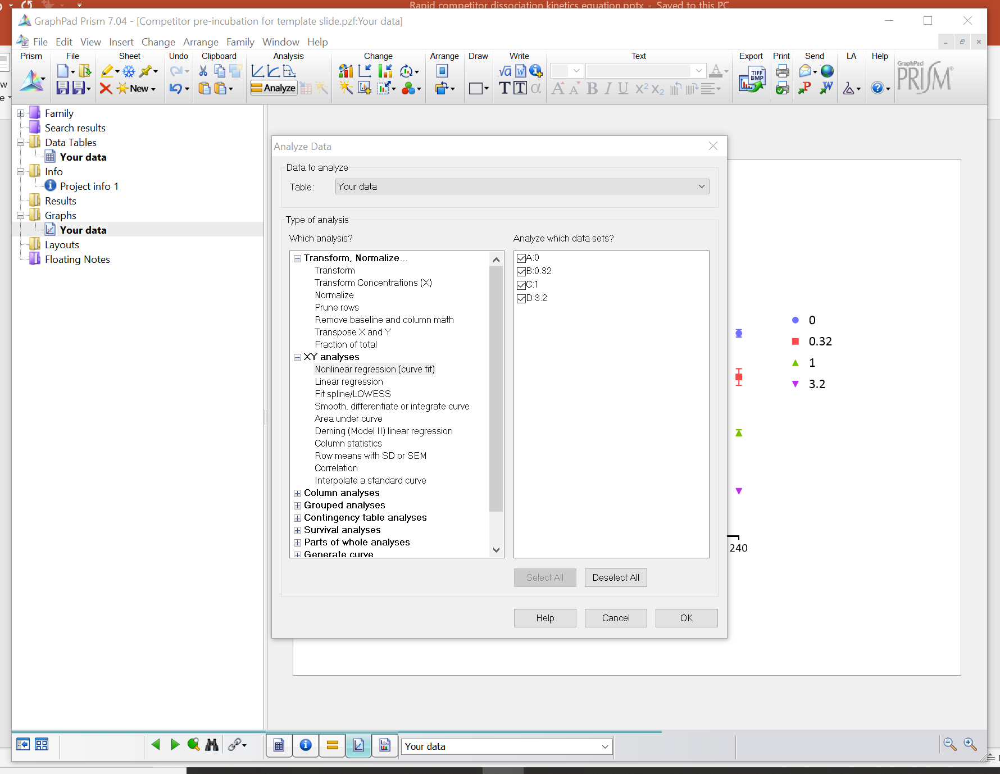 Rapid competitor dissociation kinetics equation.pptx - Saved to this PC
GraphPad Prism 7.04 - [Competitor pre-incubation for template slide.pzf:Your data]
File Edit View Insert Change Arrange Family Window Help
Prism File Sheet Undo Clipboard Analysis Change Arrange Draw Write Text Export Print Send LA Help
TIFF
BMP
GraphPad
PRISM
New
Analyze
Family
Search results
Data Tables
Your data
Info
Project info 1
Results
Graphs
Your data
Layouts
Floating Notes
Analyze Data
Data to analyze
Table: Your data
Type of analysis
Which analysis?
Transform, Normalize...
Transform
Transform Concentrations (X)
Normalize
Prune rows
Remove baseline and column math
Transpose X and Y
Fraction of total
XY analyses
Nonlinear regression (curve fit)
Linear regression
Fit spline/LOWESS
Smooth, differentiate or integrate curve
Area under curve
Deming (Model II) linear regression
Column statistics
Row means with SD or SEM
Correlation
Interpolate a standard curve
Column analyses
Grouped analyses
Contingency table analyses
Survival analyses
Parts of whole analyses
Generate curve
Analyze which data sets?
A:0
B:0.32
C:1
D:3.2
Select All Deselect All
Help Cancel OK
0
0.32
1
3.2
240
Your data